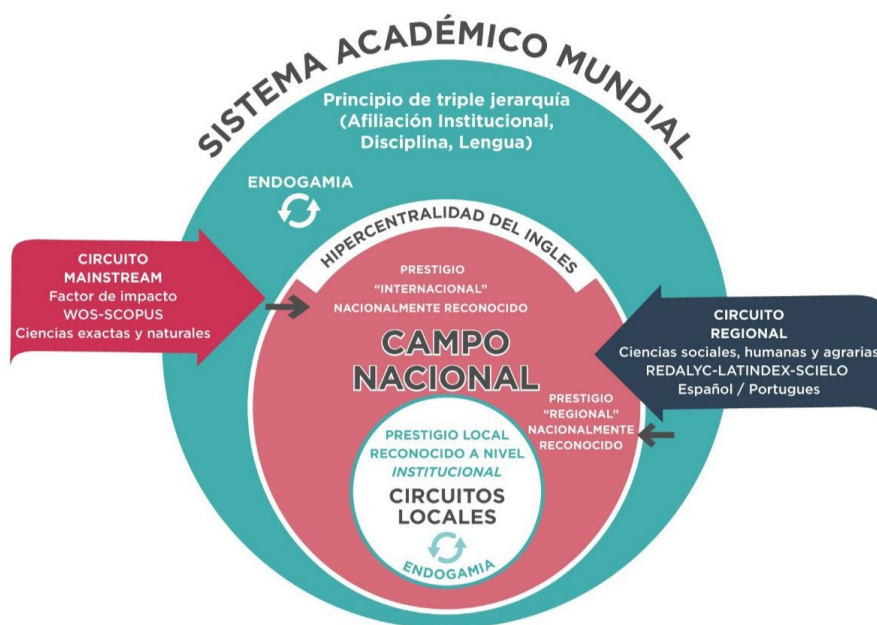 SISTEMA ACADÉMICO MUNDIAL
Principio de triple jerarquía
(Afiliación Institucional,
Disciplina, Lengua)
ENDOGAMIA
HIPERCENTRALIDAD DEL INGLES
CIRCUITO
MAINSTREAM
Factor de impacto
WOS-SCOPUS
Ciencias exactas y naturales
PRESTIGIO
“INTERNACIONAL”
NACIONALMENTE RECONOCIDO
CIRCUITO
REGIONAL
Ciencias sociales, humanas y agrarias
REDALYC-LATINDEX-SCIELO
Español / Portugues
CAMPO
NACIONAL
PRESTIGIO
“REGIONAL”
NACIONALMENTE
RECONOCIDO
PRESTIGIO LOCAL
RECONOCIDO A NIVEL
INSTITUCIONAL
CIRCUITOS
LOCALES
ENDOGAMIA